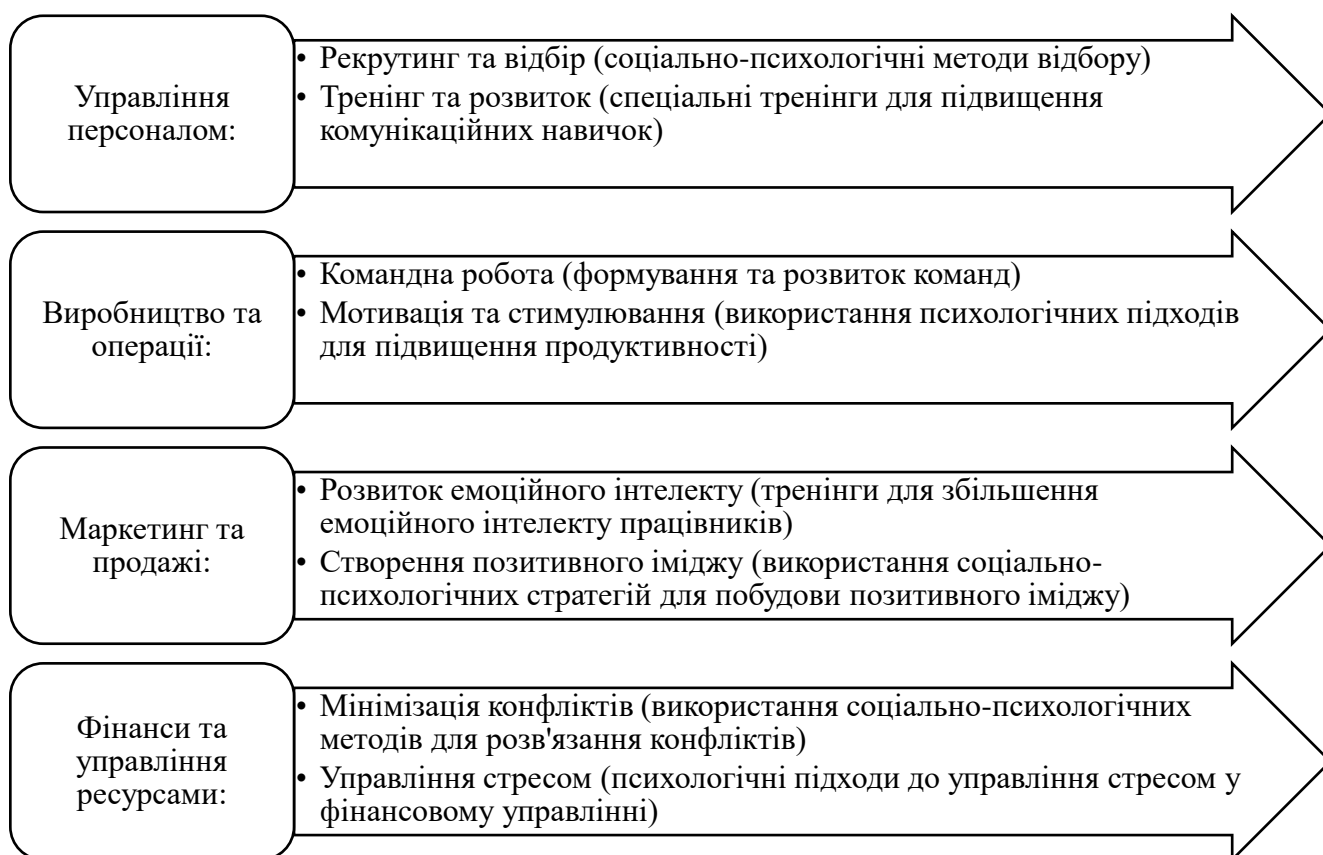 Управління
персоналом:
• Рекрутинг та відбір (соціально-психологічні методи відбору)
• Тренінг та розвиток (спеціальні тренінги для підвищення
комунікаційних навичок)
Виробництво та
операції:
• Командна робота (формування та розвиток команд)
• Мотивація та стимулювання (використання психологічних підходів
для підвищення продуктивності)
Маркетинг та
продажі:
• Розвиток емоційного інтелекту (тренінги для збільшення
емоційного інтелекту працівників)
• Створення позитивного іміджу (використання соціально-
психологічних стратегій для побудови позитивного іміджу)
Фінанси та
управління
ресурсами:
• Мінімізація конфліктів (використання соціально-психологічних
методів для розв'язання конфліктів)
• Управління стресом (психологічні підходи до управління стресом у
фінансовому управлінні)